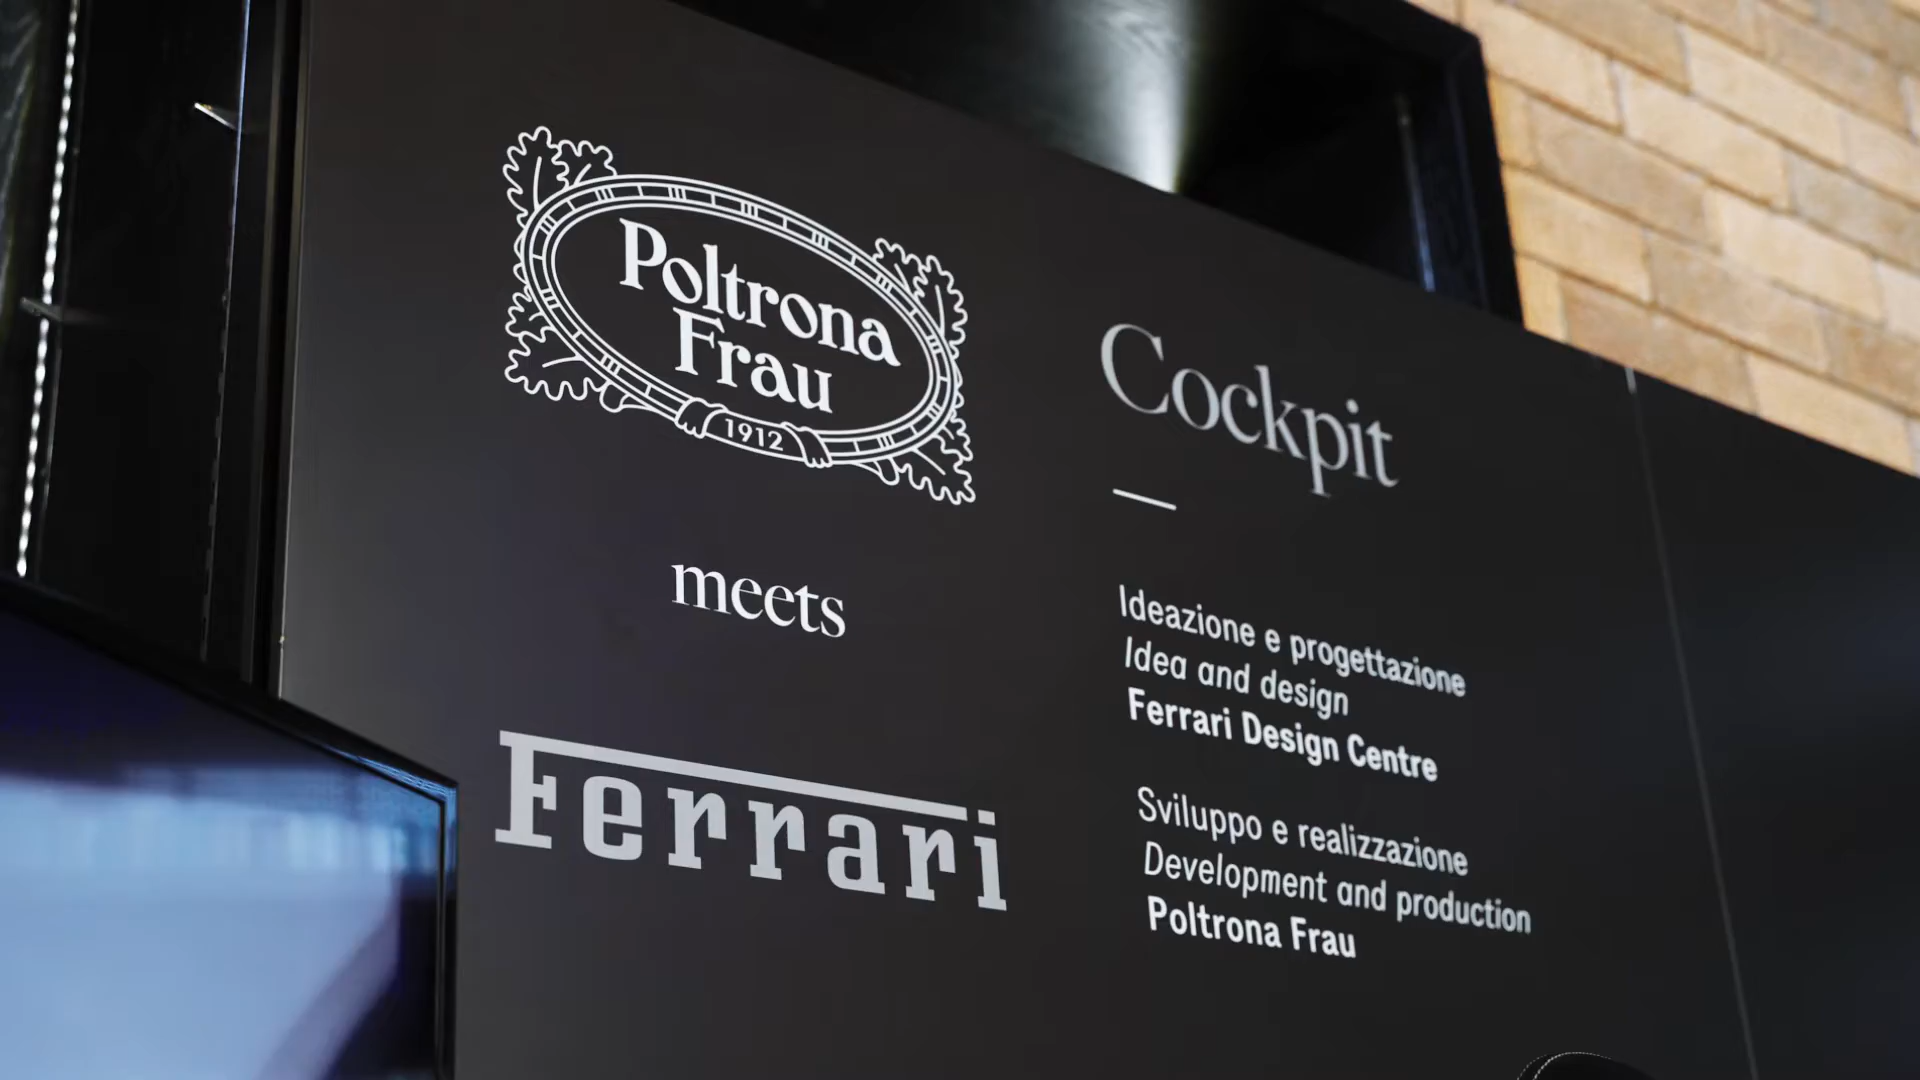 Poltrona
Frau
1912
meets
Ferrari
Cockpit
Ideazione e progettazione
Idea and design
Ferrari Design Centre
Sviluppo e realizzazione
Development and production
Poltrona Frau